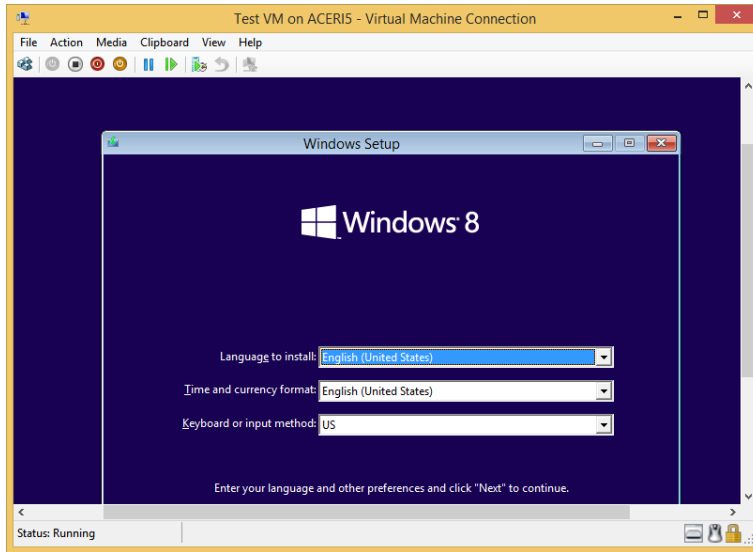 Test VM on ACERI5 - Virtual Machine Connection
File Action Media Clipboard View Help
Windows Setup
Windows 8
Language to install: English (United States)
Time and currency format: English (United States)
Keyboard or input method: US
Enter your language and other preferences and click "Next" to continue.
Status: Running